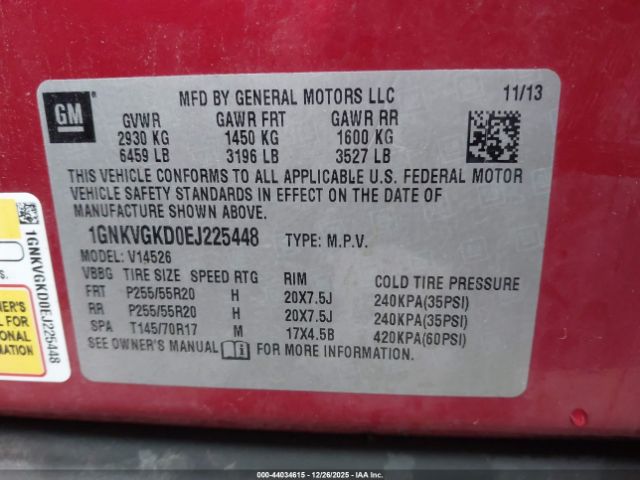 GM
MFD BY GENERAL MOTORS LLC 11/13
GVWR GAWR FRT GAWR RR
2930 KG 1450 KG 1600 KG
6459 LB 3196 LB 3527 LB
THIS VEHICLE CONFORMS TO ALL APPLICABLE U.S. FEDERAL MOTOR
VEHICLE SAFETY STANDARDS IN EFFECT ON THE DATE OF
MANUFACTURE SHOWN ABOVE.
1GNKVGKD0EJ225448 TYPE: M.P.V.
MODEL: V14526
VBBG TIRE SIZE SPEED RTG RIM COLD TIRE PRESSURE
FRT P255/55R20 H 20X7.5J 240KPA(35PSI)
RR P255/55R20 H 20X7.5J 240KPA(35PSI)
SPA T145/70R17 M 17X4.5B 420KPA(60PSI)
SEE OWNER'S MANUAL FOR MORE INFORMATION.
1GNKVGKD0EJ225448
NER'S
L FOR
IONAL
MATION
000-44034615 - 12/26/2025 - IAA Inc.